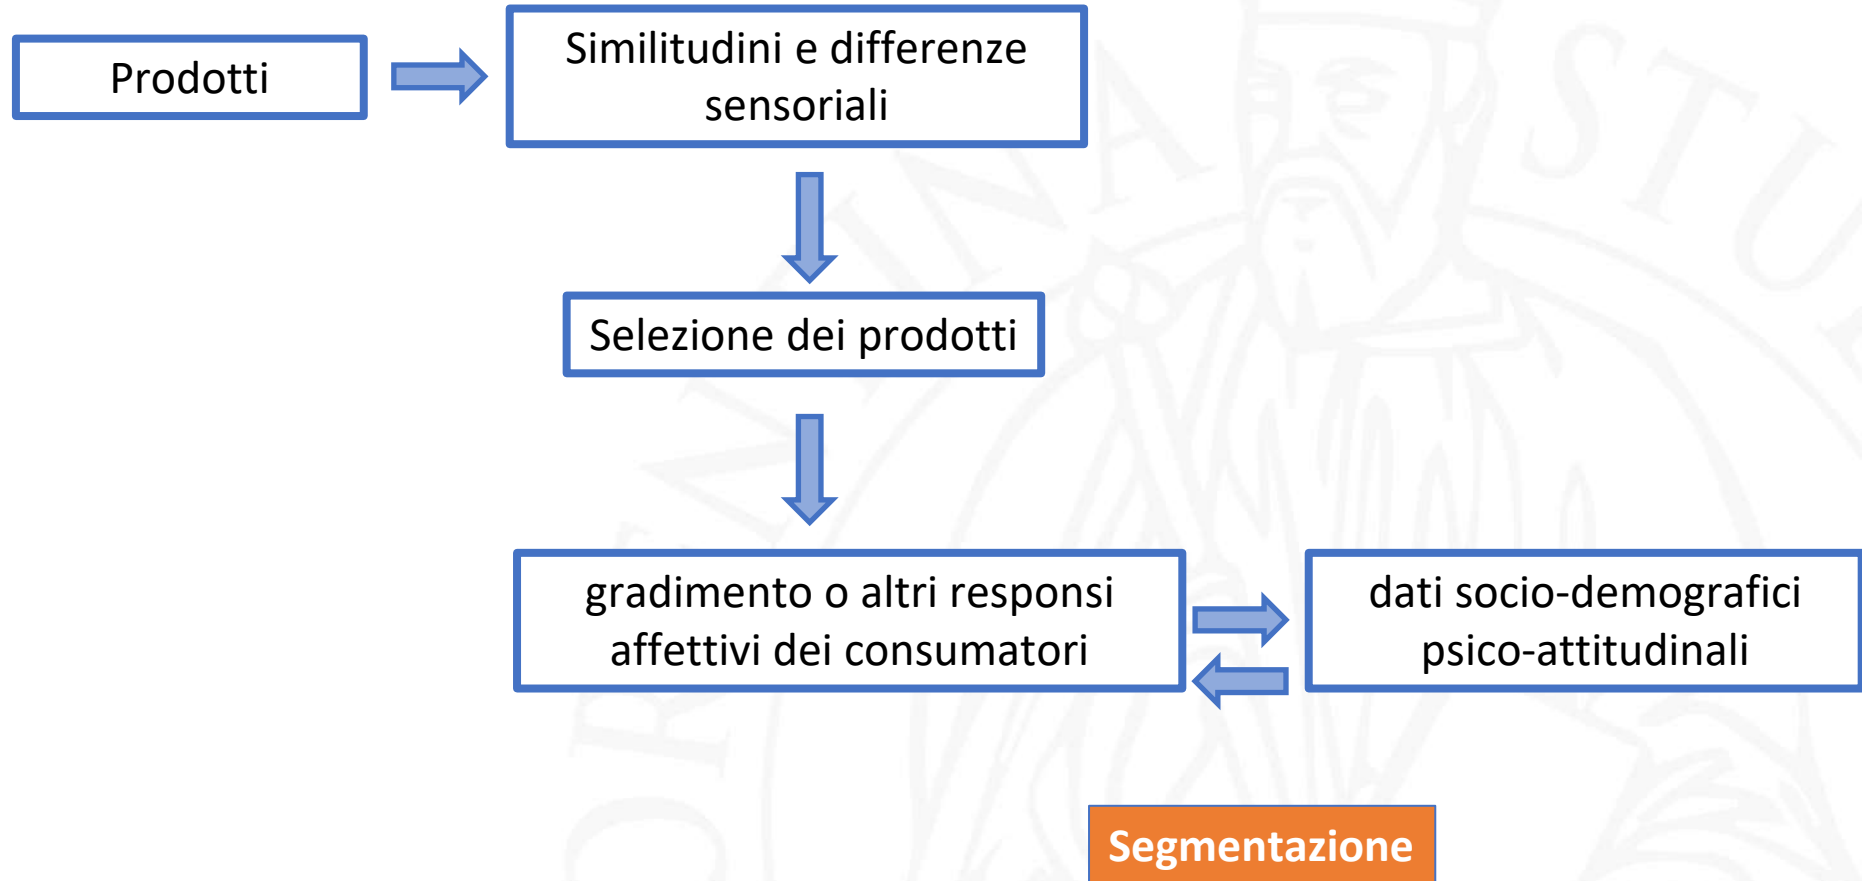 Prodotti
Similitudini e differenze
sensoriali
Selezione dei prodotti
gradimento o altri responsi
affettivi dei consumatori
dati socio-demografici
psico-attitudinali
Segmentazione